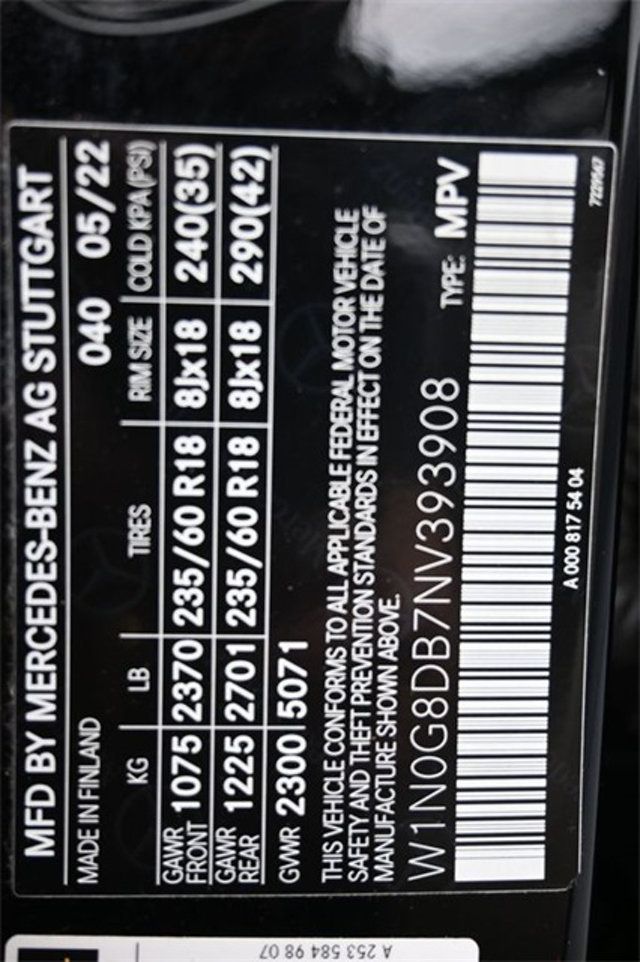 MFD BY MERCEDES-BENZ AG STUTTGART
MADE IN FINLAND 040 05/22
KG LB TIRES RIM SIZE COLD KPA (PSI)
GAWR FRONT 1075 2370 235/60 R18 8Jx18 240(35)
GAWR REAR 1225 2701 235/60 R18 8Jx18 290(42)
GVWR 2300 5071
THIS VEHICLE CONFORMS TO ALL APPLICABLE FEDERAL MOTOR VEHICLE
SAFETY AND THEFT PREVENTION STANDARDS IN EFFECT ON THE DATE OF
MANUFACTURE SHOWN ABOVE.
W1N0G8DB7NV393908 TYPE: MPV
A 000 817 54 04
A 253 584 98 07